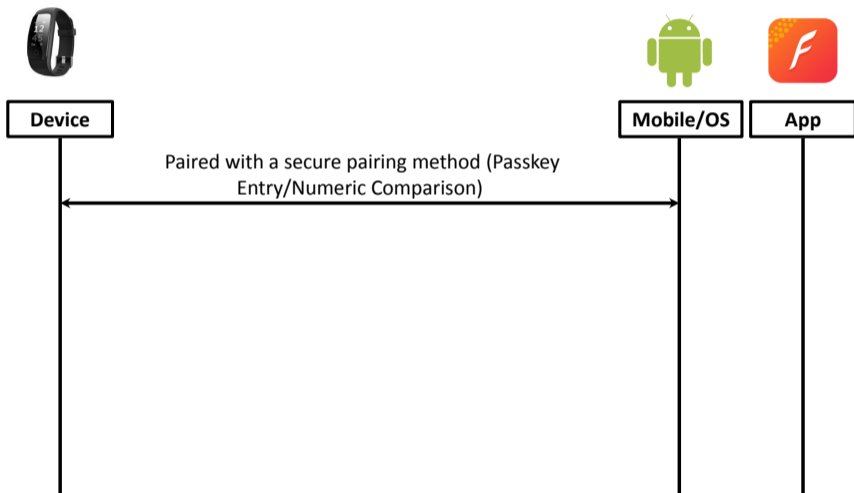 Device
Mobile/OS
App
Paired with a secure pairing method (Passkey
Entry/Numeric Comparison)